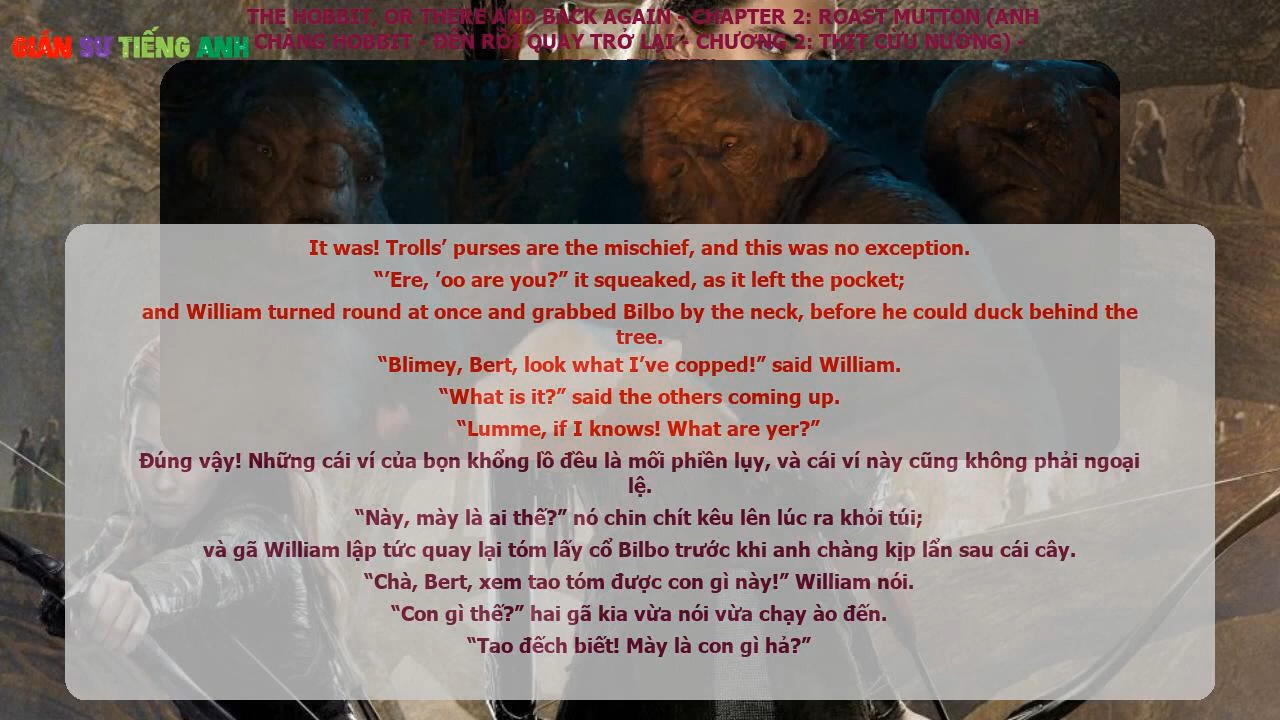 THE HOBBIT, OR THERE AND BACK AGAIN - CHAPTER 2: ROAST MUTTON (ANH
CHÀNG HOBBIT - ĐẾN RỒI QUAY TRỞ LẠI - CHƯƠNG 2: THỊT CỪU NƯỚNG) -
GIÁN SƯ TIẾNG ANH
It was! Trolls’ purses are the mischief, and this was no exception.
“’Ere, ’oo are you?” it squeaked, as it left the pocket;
and William turned round at once and grabbed Bilbo by the neck, before he could duck behind the
tree.
“Blimey, Bert, look what I’ve copped!” said William.
“What is it?” said the others coming up.
“Lumme, if I knows! What are yer?”
Đúng vậy! Những cái ví của bọn khổng lồ đều là mối phiền lụy, và cái ví này cũng không phải ngoại
lệ.
“Này, mày là ai thế?” nó chin chít kêu lên lúc ra khỏi túi;
và gã William lập tức quay lại tóm lấy cổ Bilbo trước khi anh chàng kịp lẩn sau cái cây.
“Chà, Bert, xem tao tóm được con gì này!” William nói.
“Con gì thế?” hai gã kia vừa nói vừa chạy ào đến.
“Tao đếch biết! Mày là con gì hả?”